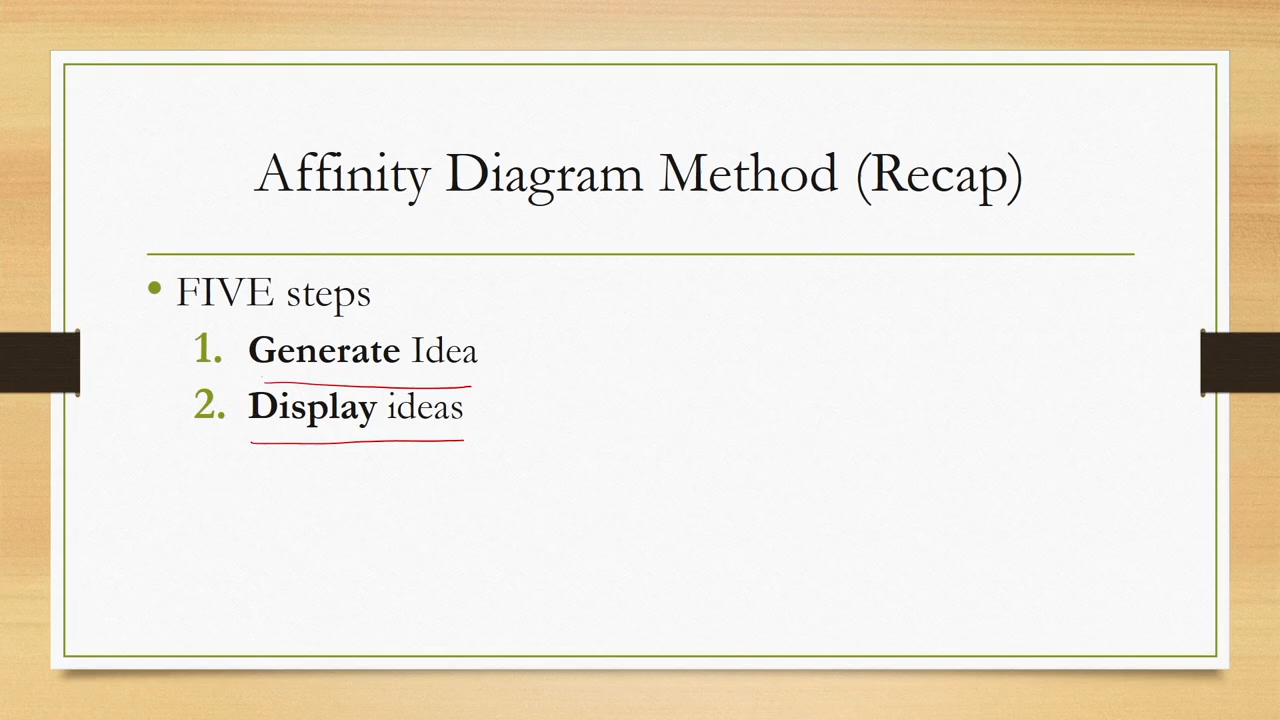 Affinity Diagram Method (Recap)
• FIVE steps
1. Generate Idea
2. Display ideas